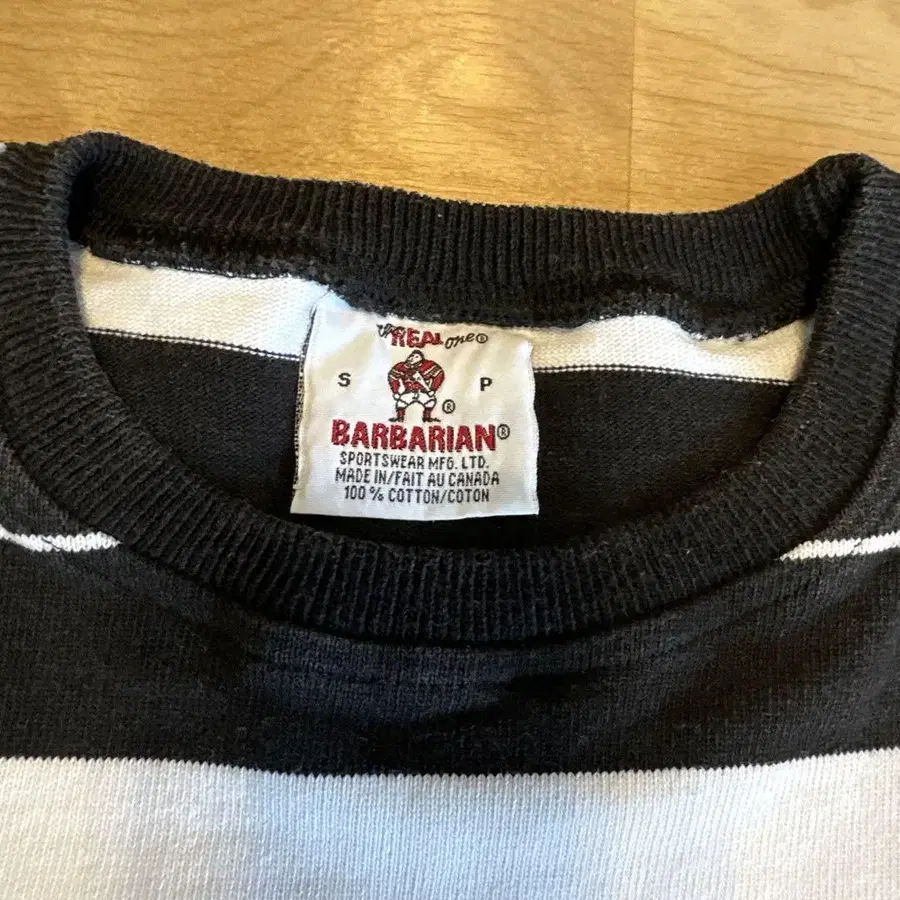 the REAL one®
S P
®
BARBARIAN®
SPORTSWEAR MFG. LTD.
MADE IN/FAIT AU CANADA
100 % COTTON/COTON